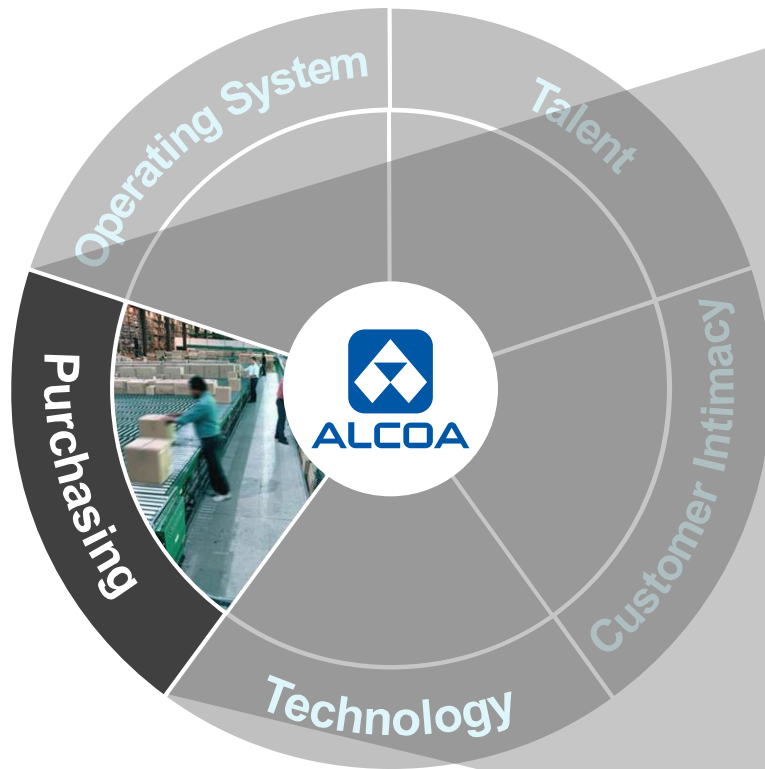 Operating System
Talent
Purchasing
ALCOA
Customer Intimacy
Technology